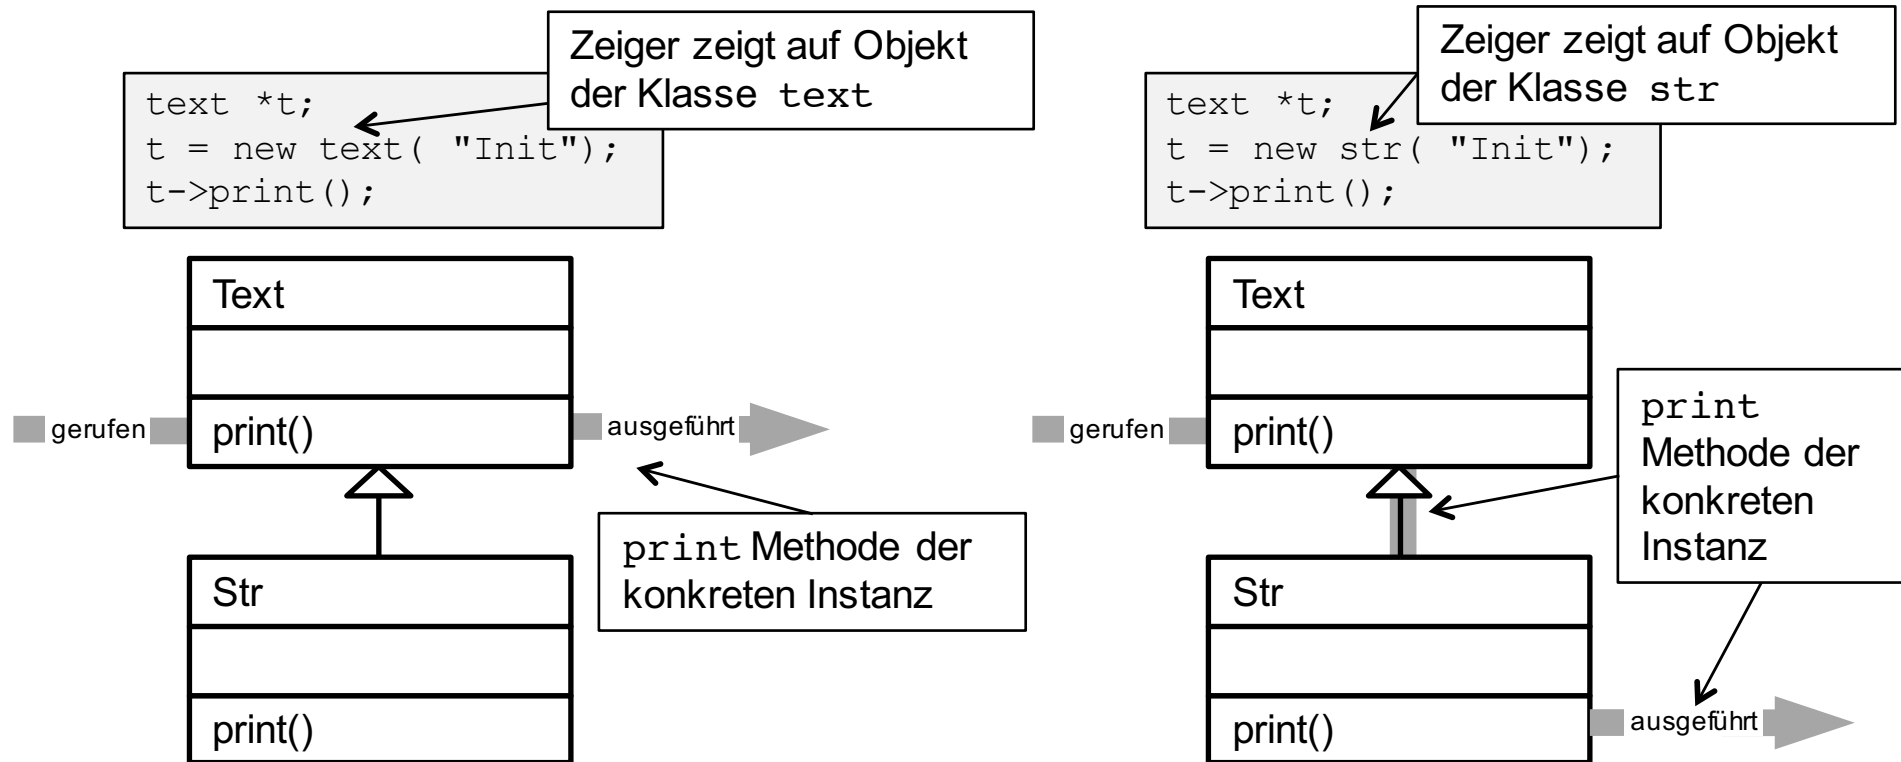 Zeiger zeigt auf Objekt
der Klasse text
text *t;
t = new text( "Init");
t->print();
Text
gerufen
print()
ausgeführt
print Methode der
konkreten Instanz
Str
print()
Zeiger zeigt auf Objekt
der Klasse str
text *t;
t = new str( "Init");
t->print();
Text
gerufen
print()
print
Methode der
konkreten
Instanz
Str
print()
ausgeführt